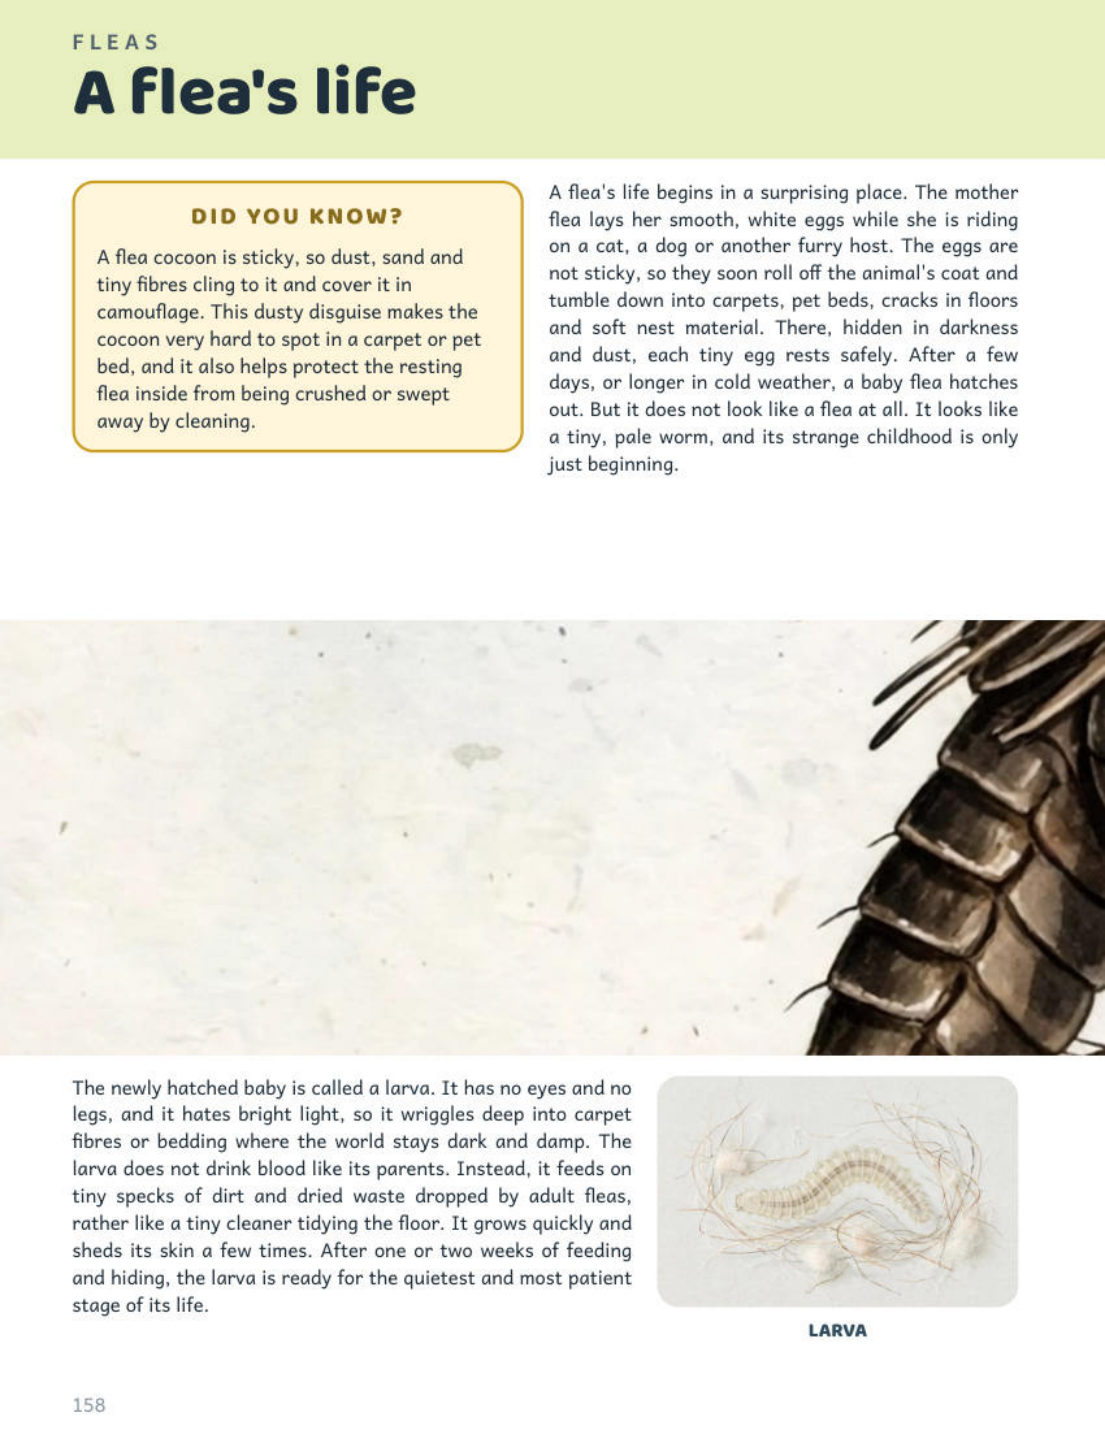 FLEAS
A flea's life
DID YOU KNOW?
A flea cocoon is sticky, so dust, sand and
tiny fibres cling to it and cover it in
camouflage. This dusty disguise makes the
cocoon very hard to spot in a carpet or pet
bed, and it also helps protect the resting
flea inside from being crushed or swept
away by cleaning.
A flea's life begins in a surprising place. The mother
flea lays her smooth, white eggs while she is riding
on a cat, a dog or another furry host. The eggs are
not sticky, so they soon roll off the animal's coat and
tumble down into carpets, pet beds, cracks in floors
and soft nest material. There, hidden in darkness
and dust, each tiny egg rests safely. After a few
days, or longer in cold weather, a baby flea hatches
out. But it does not look like a flea at all. It looks like
a tiny, pale worm, and its strange childhood is only
just beginning.
The newly hatched baby is called a larva. It has no eyes and no
legs, and it hates bright light, so it wriggles deep into carpet
fibres or bedding where the world stays dark and damp. The
larva does not drink blood like its parents. Instead, it feeds on
tiny specks of dirt and dried waste dropped by adult fleas,
rather like a tiny cleaner tidying the floor. It grows quickly and
sheds its skin a few times. After one or two weeks of feeding
and hiding, the larva is ready for the quietest and most patient
stage of its life.
LARVA
158